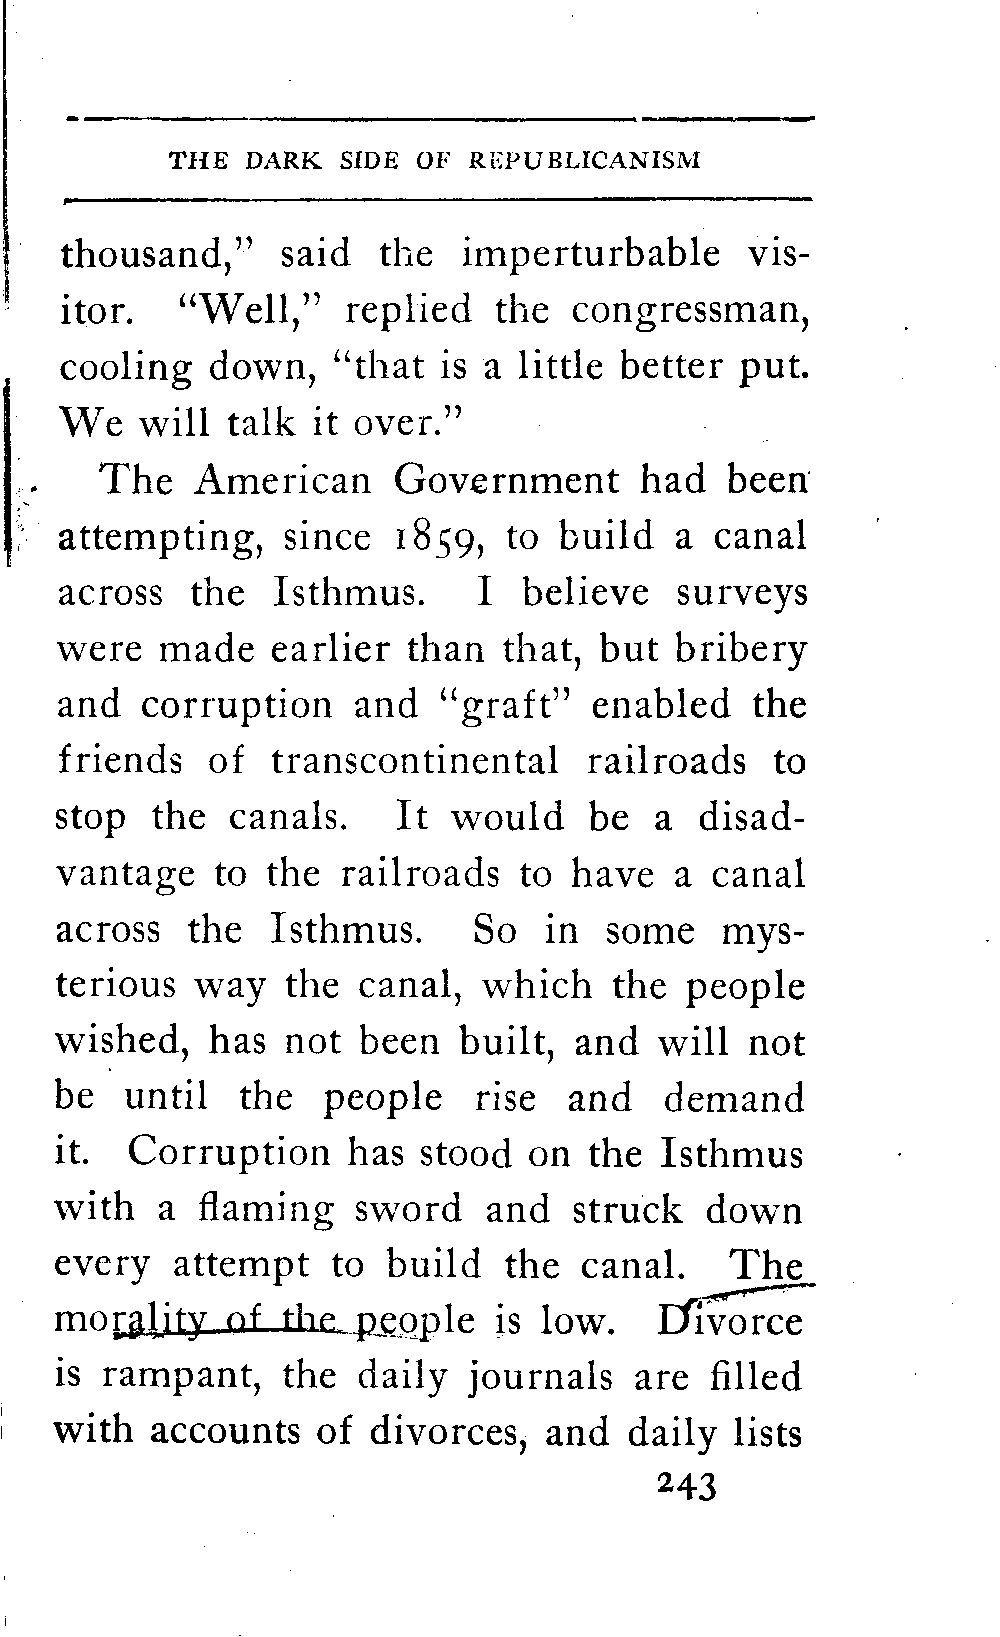 THE DARK SIDE OF REPUBLICANISM
thousand,” said the imperturbable vis-
itor. “Well,” replied the congressman,
cooling down, “that is a little better put.
We will talk it over.”
The American Government had been
attempting, since 1859, to build a canal
across the Isthmus. I believe surveys
were made earlier than that, but bribery
and corruption and “graft” enabled the
friends of transcontinental railroads to
stop the canals. It would be a disad-
vantage to the railroads to have a canal
across the Isthmus. So in some mys-
terious way the canal, which the people
wished, has not been built, and will not
be until the people rise and demand
it. Corruption has stood on the Isthmus
with a flaming sword and struck down
every attempt to build the canal. The
morality of the people is low. Divorce
is rampant, the daily journals are filled
with accounts of divorces, and daily lists
243